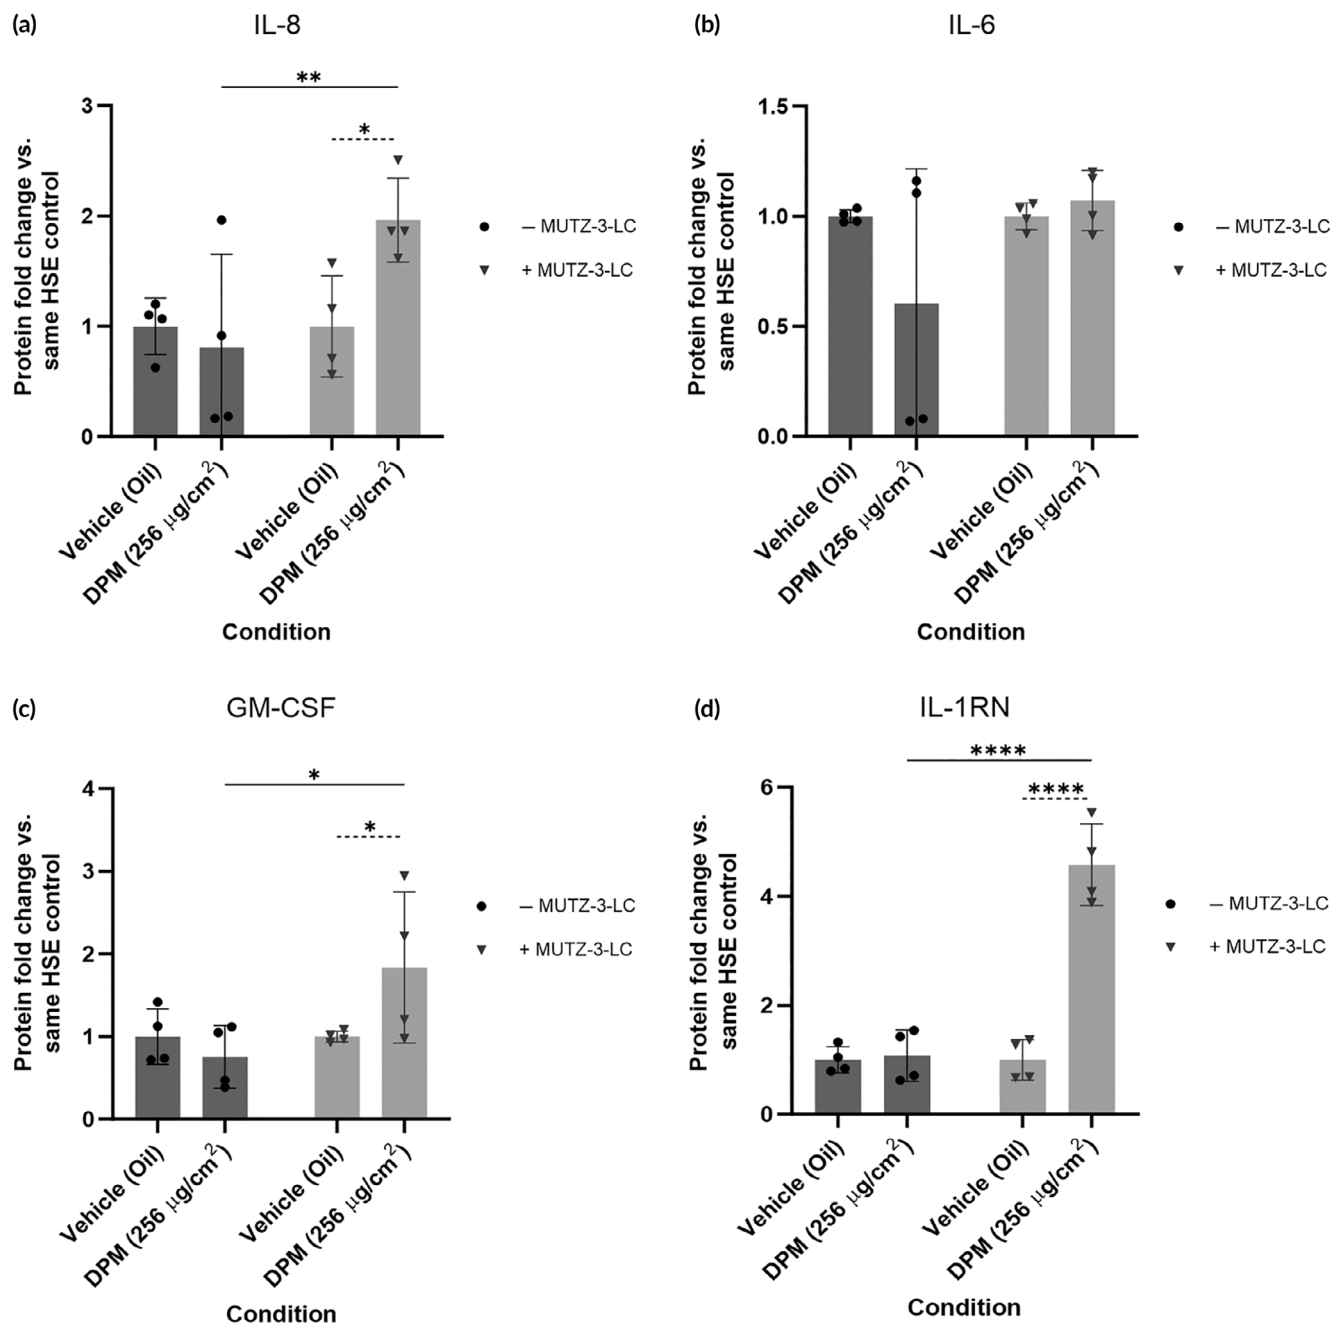 (a)
IL-8
**
*
3
2
1
0
Protein fold change vs.
same HSE control
– MUTZ-3-LC
+ MUTZ-3-LC
Vehicle (Oil)
DPM (256 µg/cm²)
Vehicle (Oil)
DPM (256 µg/cm²)
Condition
(b)
IL-6
1.5
1.0
0.5
0.0
Protein fold change vs.
same HSE control
– MUTZ-3-LC
+ MUTZ-3-LC
Vehicle (Oil)
DPM (256 µg/cm²)
Vehicle (Oil)
DPM (256 µg/cm²)
Condition
(c)
GM-CSF
*
*
4
3
2
1
0
Protein fold change vs.
same HSE control
– MUTZ-3-LC
+ MUTZ-3-LC
Vehicle (Oil)
DPM (256 µg/cm²)
Vehicle (Oil)
DPM (256 µg/cm²)
Condition
(d)
IL-1RN
****
****
6
4
2
0
Protein fold change vs.
same HSE control
– MUTZ-3-LC
+ MUTZ-3-LC
Vehicle (Oil)
DPM (256 µg/cm²)
Vehicle (Oil)
DPM (256 µg/cm²)
Condition